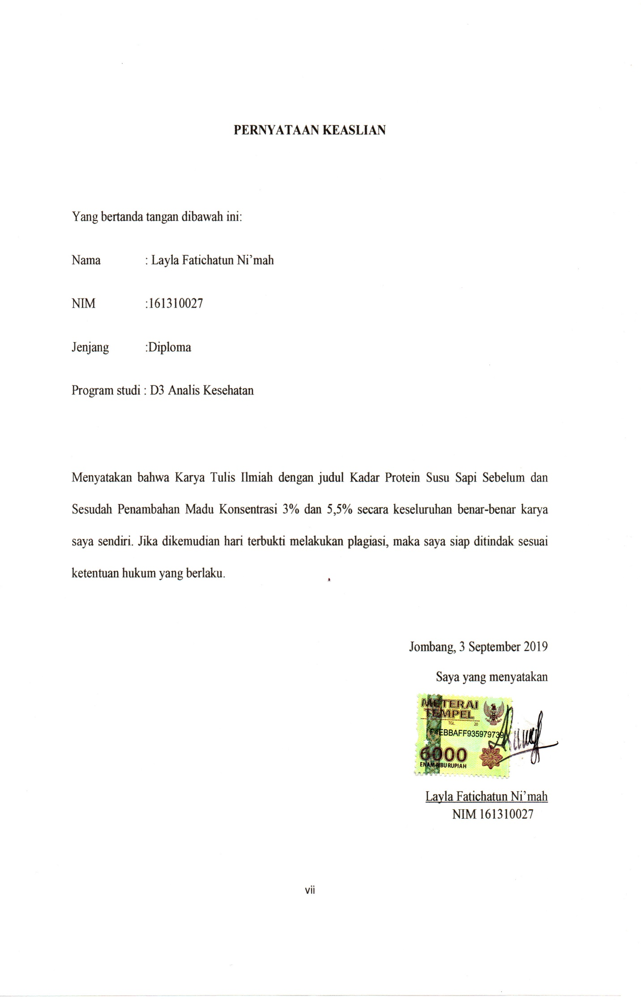 PERNYATAAN KEASLIAN
Yang bertanda tangan dibawah ini:
Nama : Layla Fatichatun Ni’mah
NIM :161310027
Jenjang :Diploma
Program studi : D3 Analis Kesehatan
Menyatakan bahwa Karya Tulis Ilmiah dengan judul Kadar Protein Susu Sapi Sebelum dan
Sesudah Penambahan Madu Konsentrasi 3% dan 5,5% secara keseluruhan benar-benar karya
saya sendiri. Jika dikemudian hari terbukti melakukan plagiasi, maka saya siap ditindak sesuai
ketentuan hukum yang berlaku.
Jombang, 3 September 2019
Saya yang menyatakan
METERAI
TEMPEL
TGL. 20
F4EBBAFF935979739
6000
ENAM RIBU RUPIAH
Layla Fatichatun Ni’mah
NIM 161310027
vii